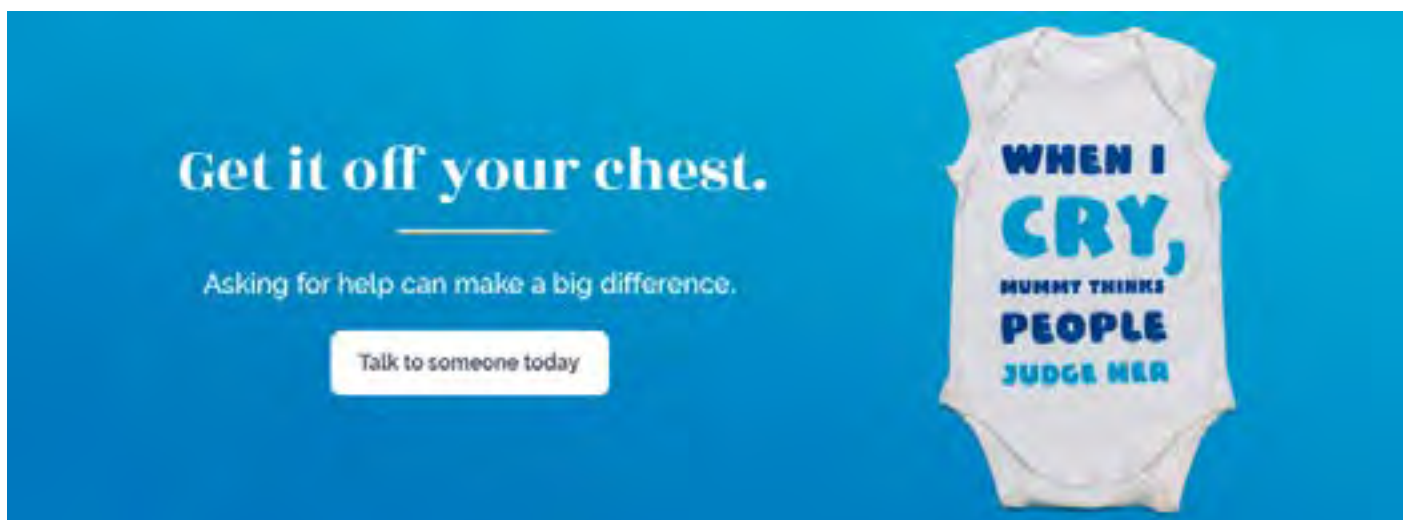 Get it off your chest.
Asking for help can make a big difference.
Talk to someone today
WHEN I
CRY,
MUMMY THINKS
PEOPLE
JUDGE HER